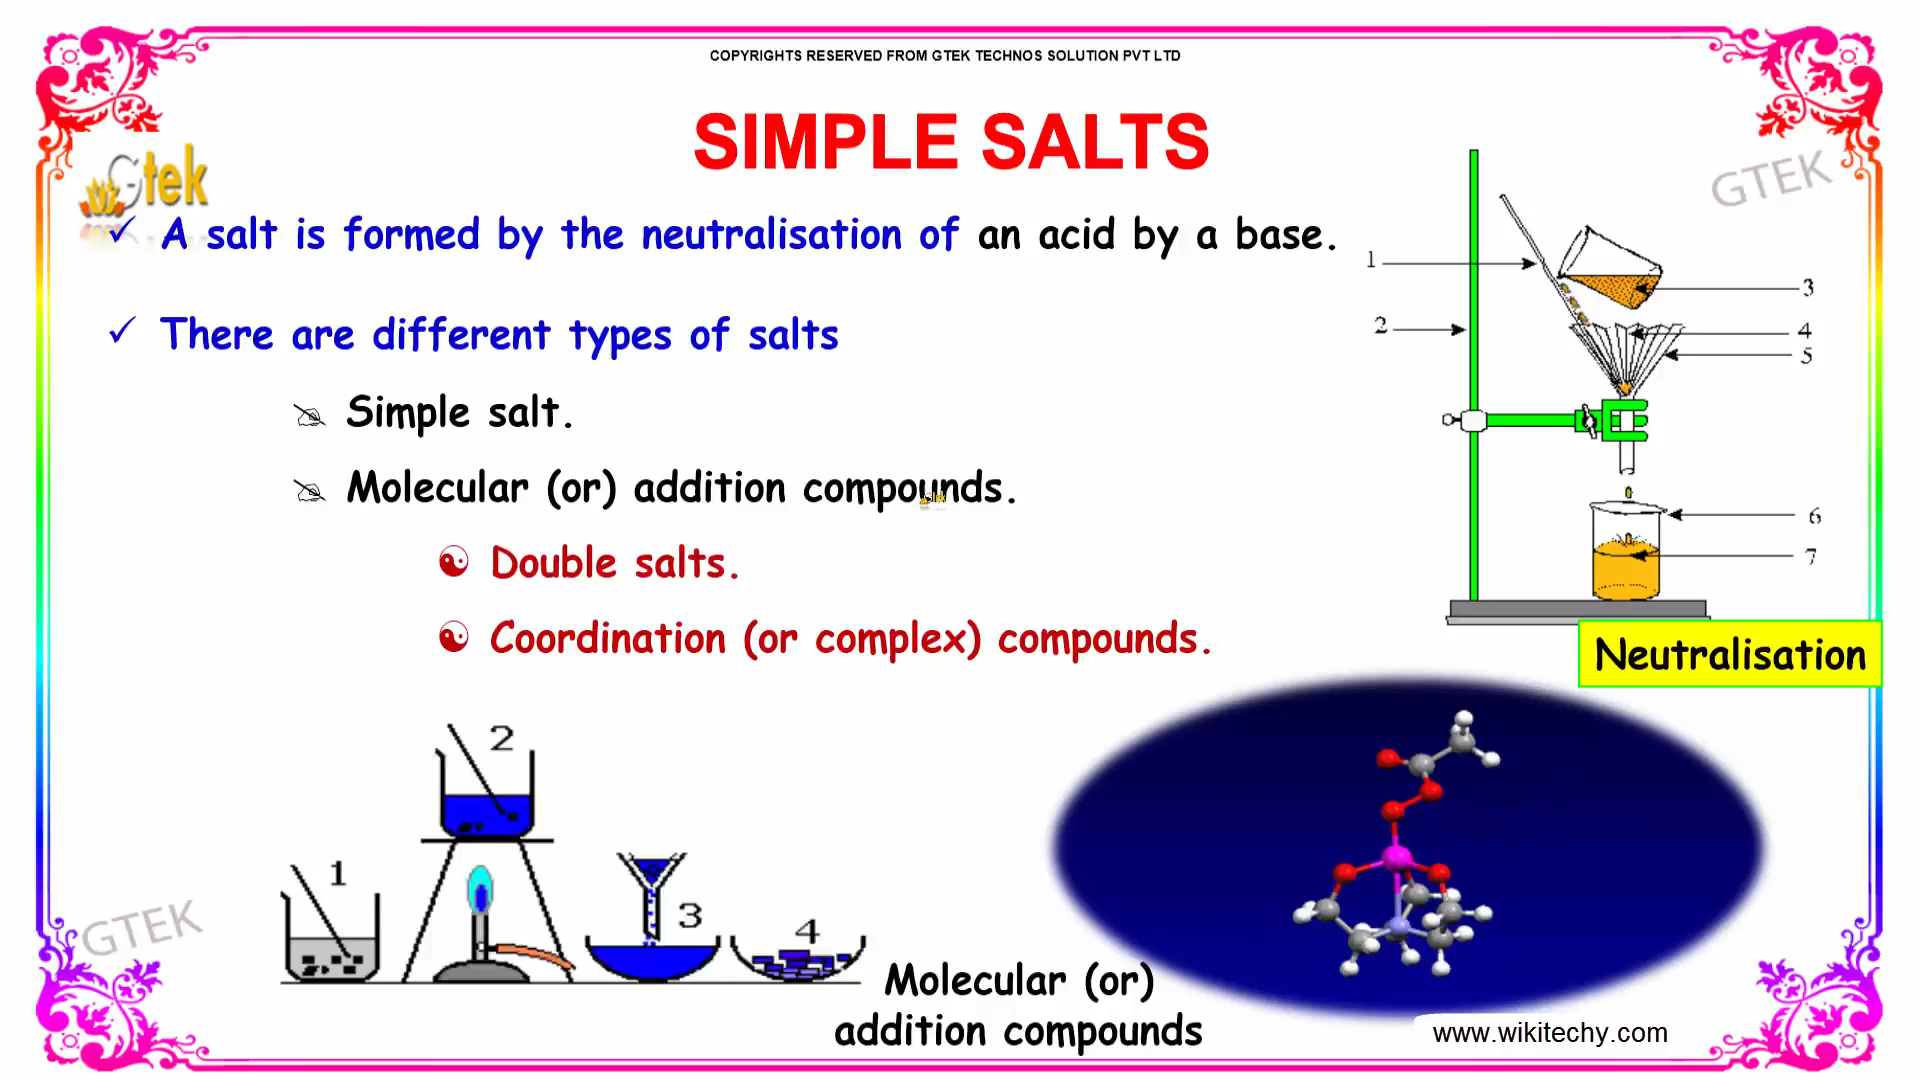 COPYRIGHTS RESERVED FROM GTEK TECHNOS SOLUTION PVT LTD
SIMPLE SALTS
Gtek
GTEK
A salt is formed by the neutralisation of an acid by a base.
There are different types of salts
Simple salt.
Molecular (or) addition compounds.
Double salts.
Coordination (or complex) compounds.
1
2
3
4
5
6
7
Neutralisation
1
2
3
4
GTEK
Molecular (or)
addition compounds
www.wikitechy.com